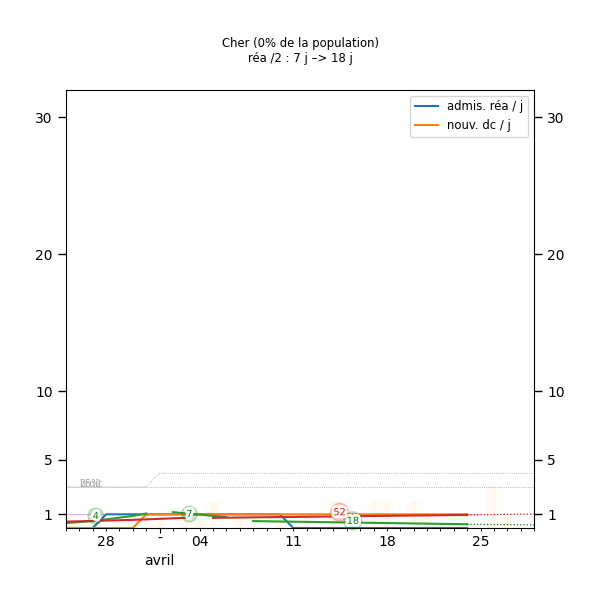 Cher (0% de la population)
réa /2 : 7 j –> 18 j
admis. réa / j
nouv. dc / j
30 30
20 20
10 10
5 5
1 1
4 7 52 18
28 - 04 11 18 25
avril